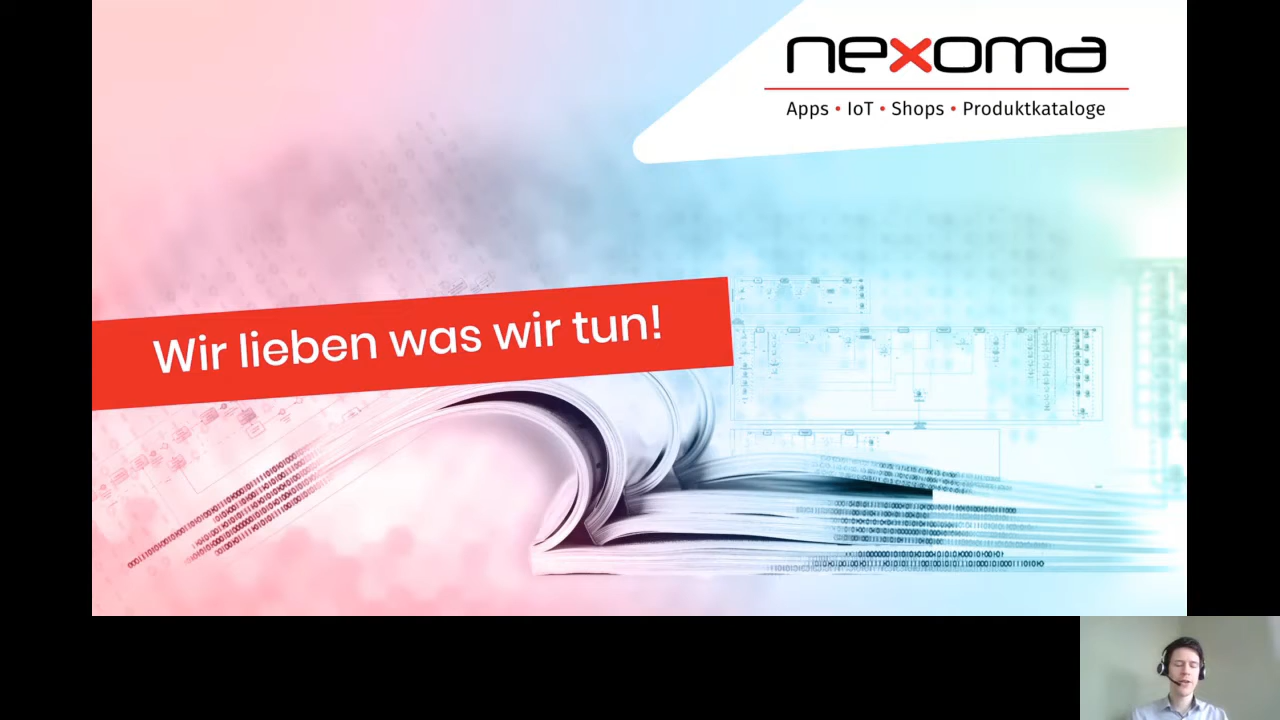 nexoma
Apps • IoT • Shops • Produktkataloge
Wir lieben was wir tun!